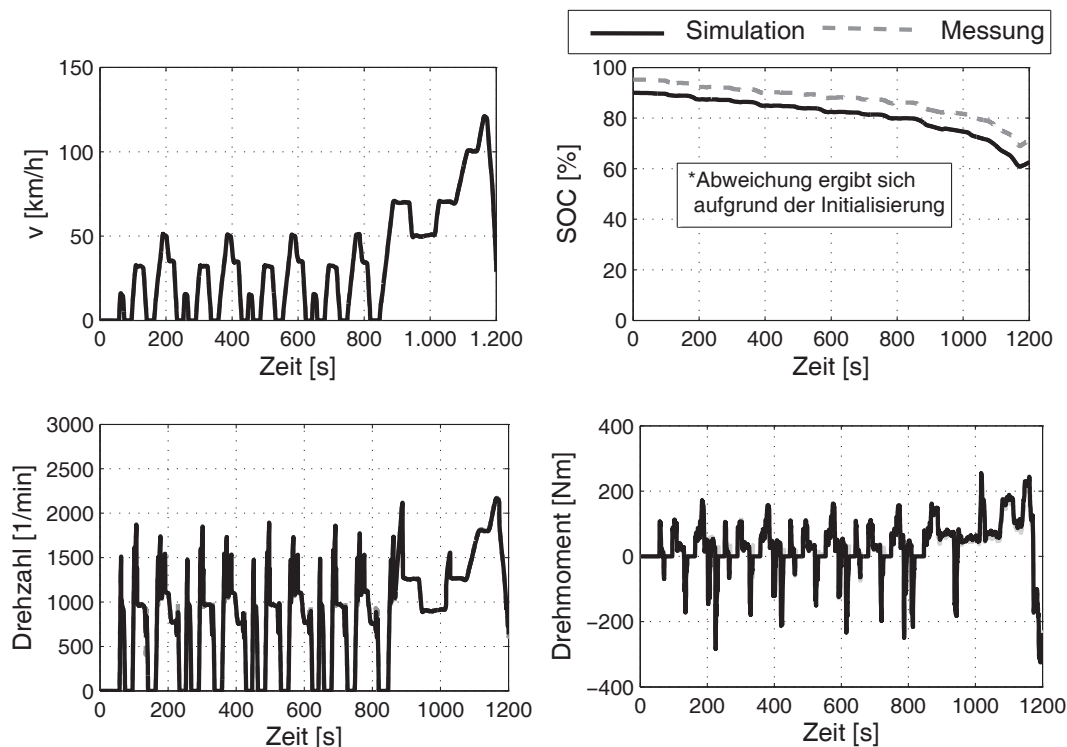 Simulation Messung
150
100
50
0
v [km/h]
0 200 400 600 800 1.000 1.200
Zeit [s]
100
80
60
40
20
0
SOC [%]
*Abweichung ergibt sich
aufgrund der Initialisierung
0 200 400 600 800 1000 1200
Zeit [s]
3000
2500
2000
1500
1000
500
0
Drehzahl [1/min]
0 200 400 600 800 1000 1200
Zeit [s]
400
200
0
−200
−400
Drehmoment [Nm]
0 200 400 600 800 1000 1200
Zeit [s]